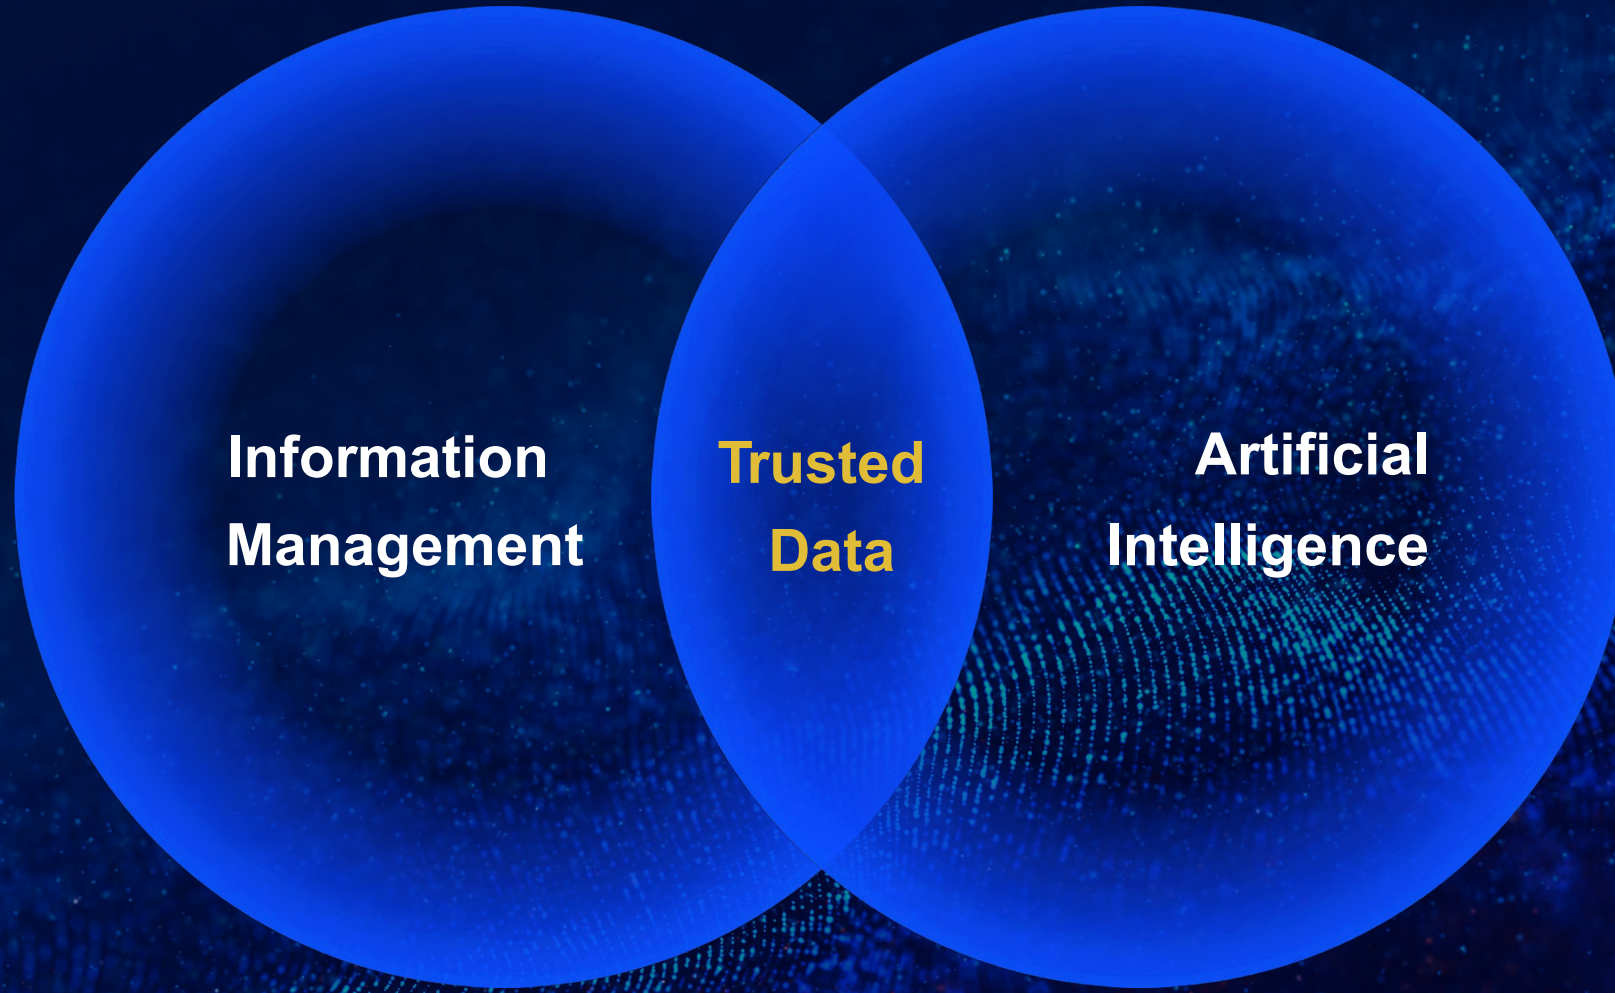 Information
Management
Trusted
Data
Artificial
Intelligence